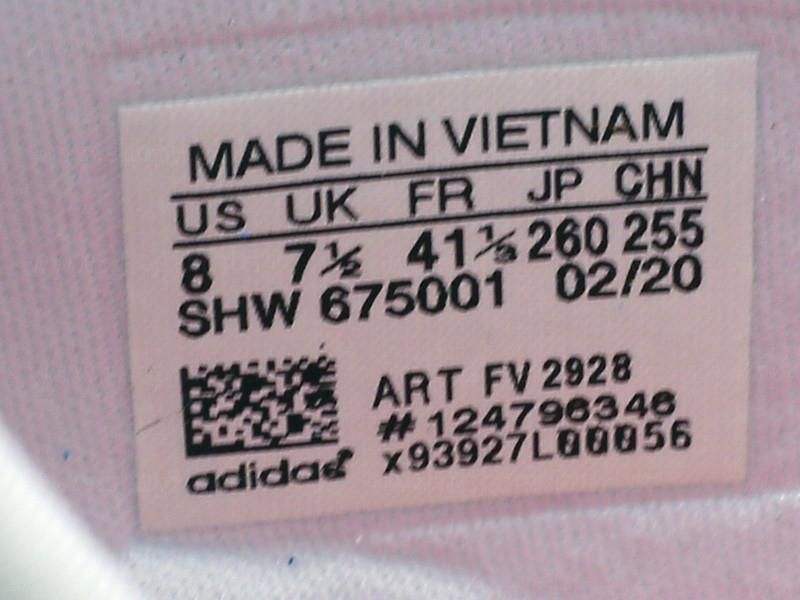 MADE IN VIETNAM
US UK FR JP CHN
8 7½ 41⅓ 260 255
SHW 675001 02/20
ART FV 2928
# 124796346
x93927L00056
adidas